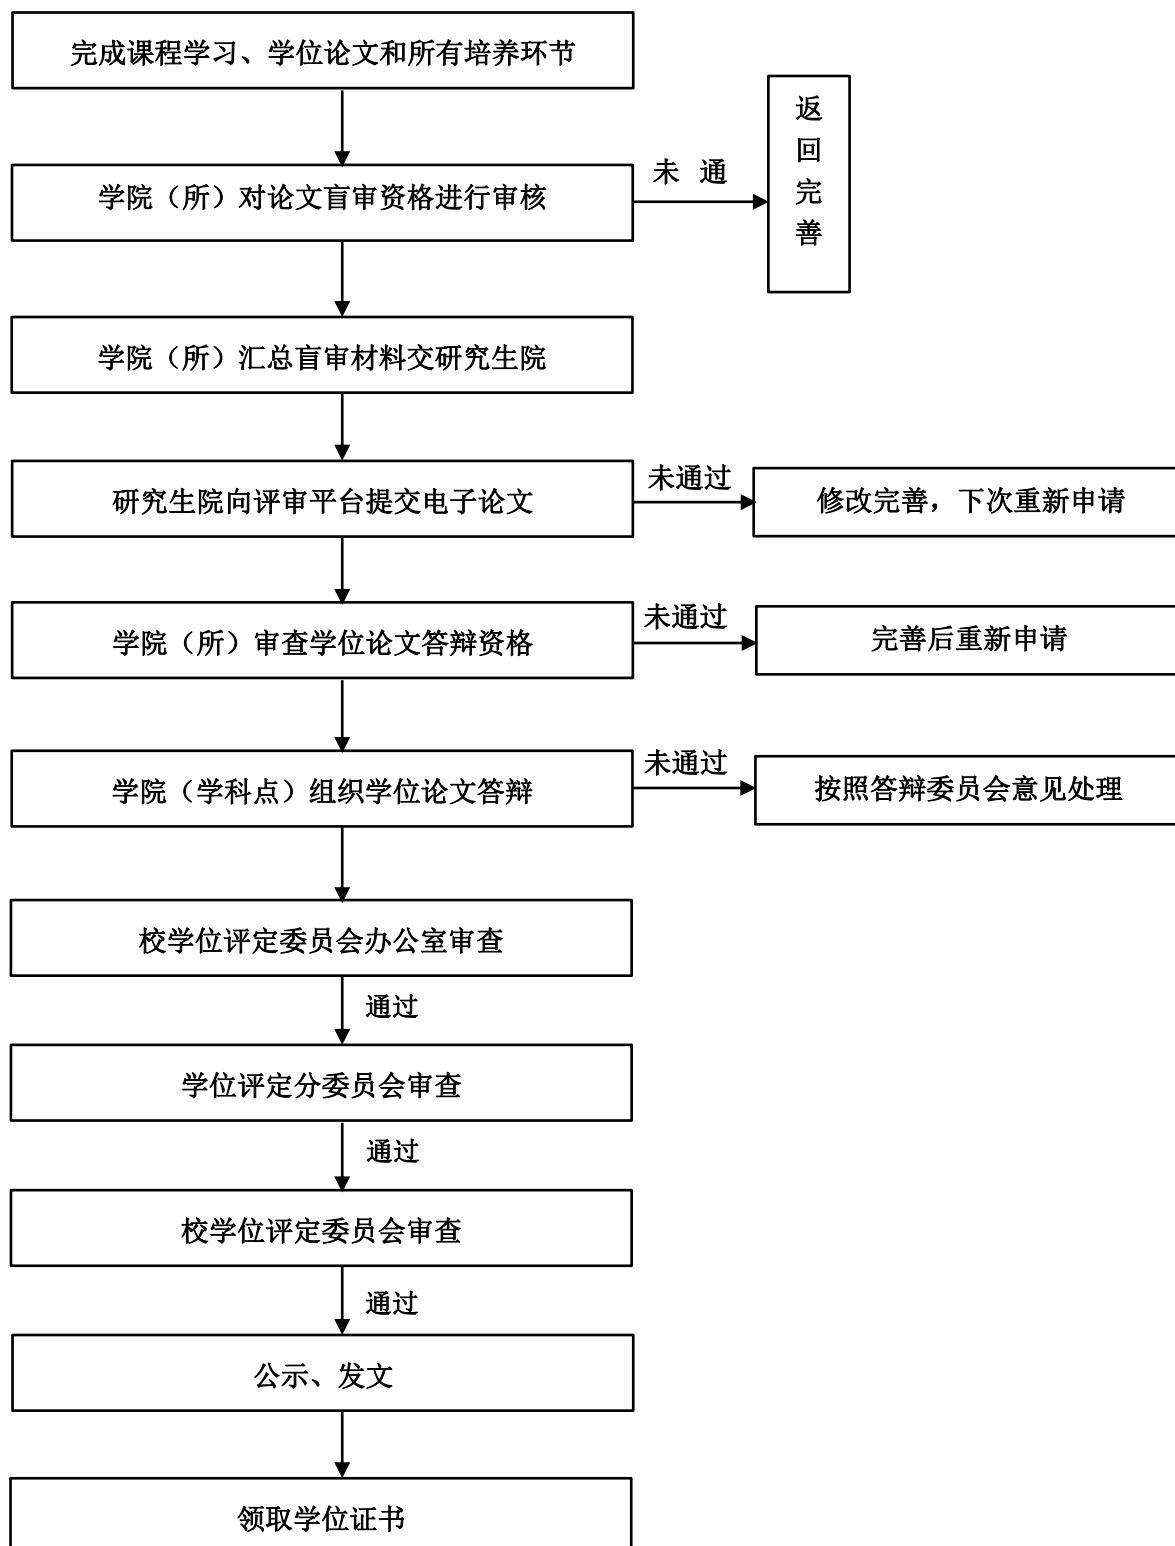 完成课程学习、学位论文和所有培养环节
学院（所）对论文盲审资格进行审核
未 通
返
回
完
善
学院（所）汇总盲审材料交研究生院
研究生院向评审平台提交电子论文
未通过
修改完善，下次重新申请
学院（所）审查学位论文答辩资格
未通过
完善后重新申请
学院（学科点）组织学位论文答辩
未通过
按照答辩委员会意见处理
校学位评定委员会办公室审查
通过
学位评定分委员会审查
通过
校学位评定委员会审查
通过
公示、发文
领取学位证书